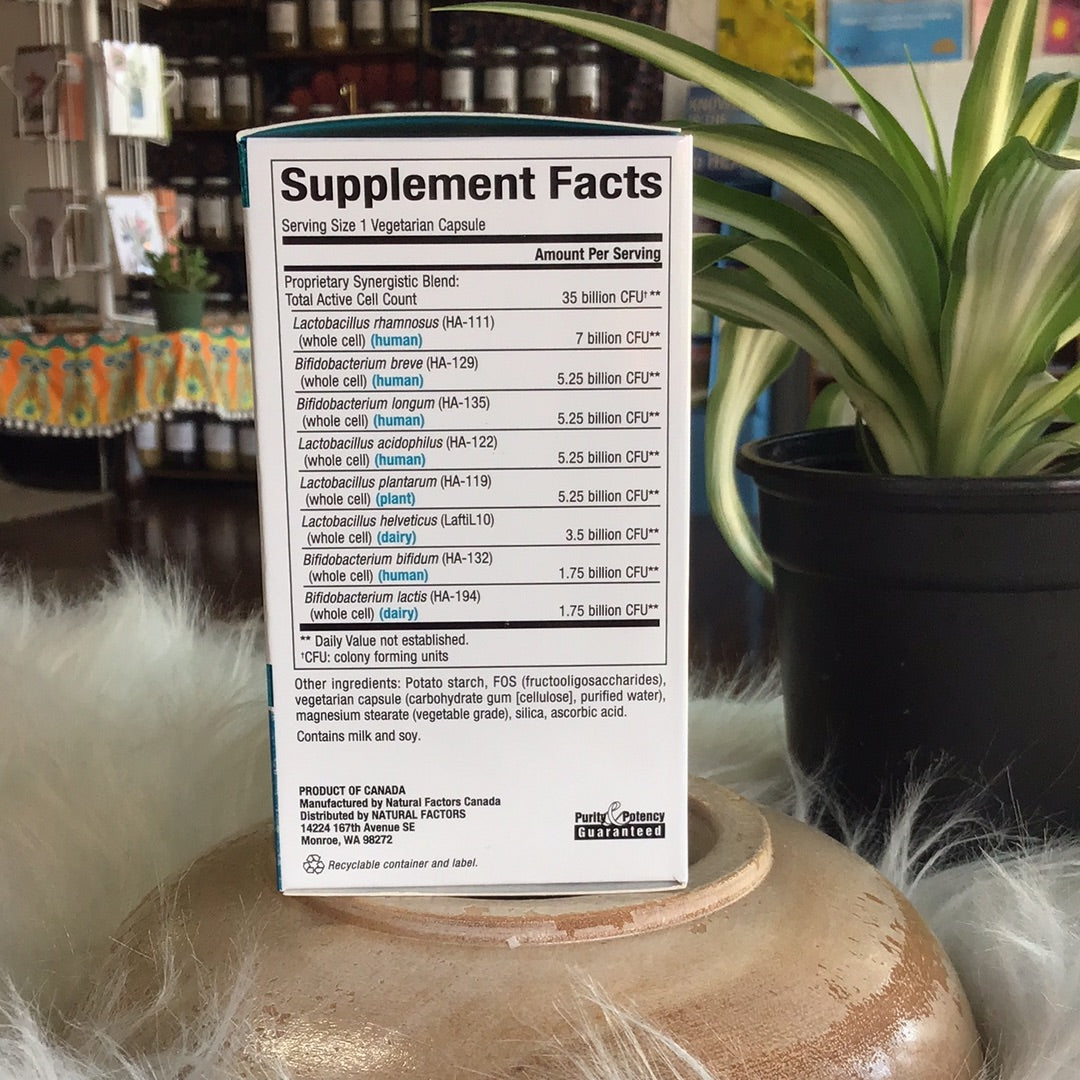 Supplement Facts
Serving Size 1 Vegetarian Capsule
Amount Per Serving
Proprietary Synergistic Blend:
Total Active Cell Count 35 billion CFU†**
Lactobacillus rhamnosus (HA-111)
(whole cell) (human) 7 billion CFU**
Bifidobacterium breve (HA-129)
(whole cell) (human) 5.25 billion CFU**
Bifidobacterium longum (HA-135)
(whole cell) (human) 5.25 billion CFU**
Lactobacillus acidophilus (HA-122)
(whole cell) (human) 5.25 billion CFU**
Lactobacillus plantarum (HA-119)
(whole cell) (plant) 5.25 billion CFU**
Lactobacillus helveticus (LaftiL10)
(whole cell) (dairy) 3.5 billion CFU**
Bifidobacterium bifidum (HA-132)
(whole cell) (human) 1.75 billion CFU**
Bifidobacterium lactis (HA-194)
(whole cell) (dairy) 1.75 billion CFU**
** Daily Value not established.
†CFU: colony forming units
Other ingredients: Potato starch, FOS (fructooligosaccharides),
vegetarian capsule (carbohydrate gum [cellulose], purified water),
magnesium stearate (vegetable grade), silica, ascorbic acid.
Contains milk and soy.
PRODUCT OF CANADA
Manufactured by Natural Factors Canada
Distributed by NATURAL FACTORS
14224 167th Avenue SE
Monroe, WA 98272
Purity & Potency
Guaranteed
Recyclable container and label.